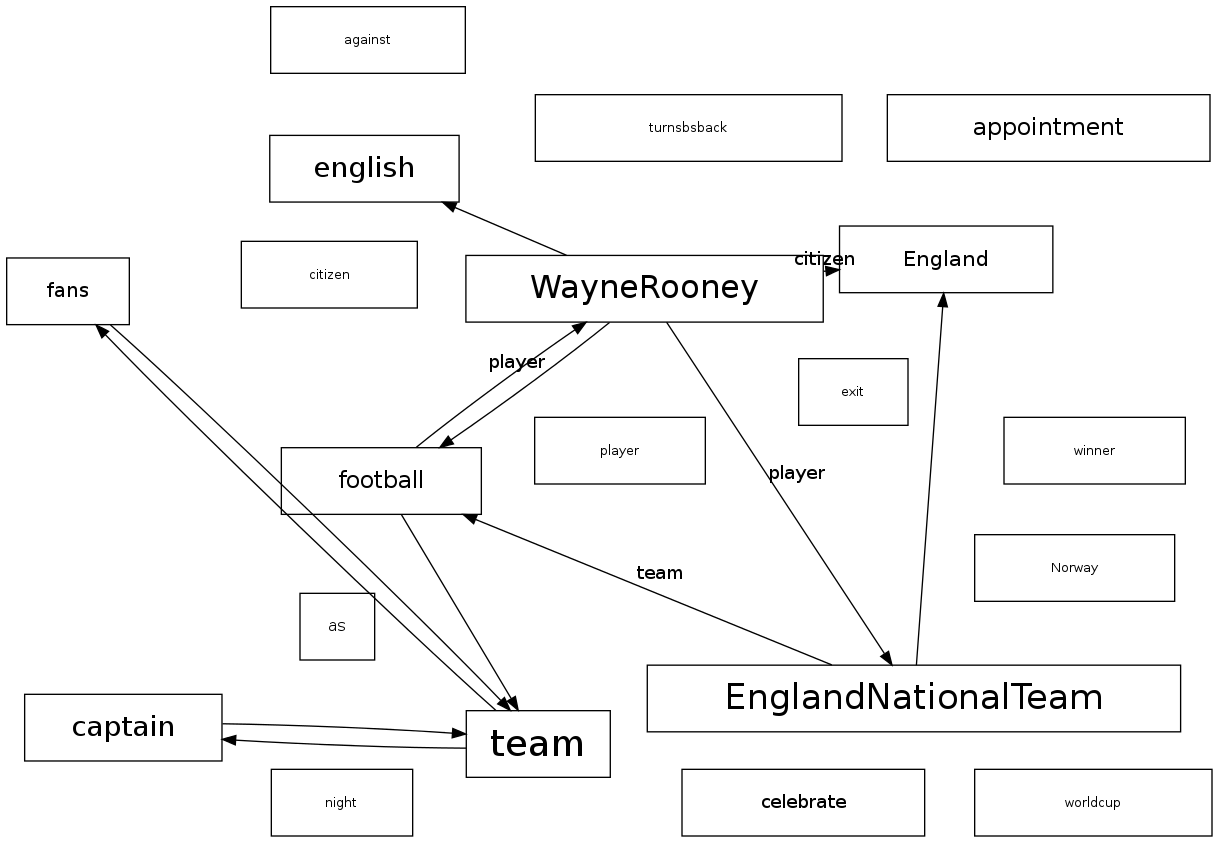 against
turnsbsback
appointment
english
England
citizen
citizen
WayneRooney
fans
player
exit
football
player
player
winner
team
Norway
as
captain
team
EnglandNationalTeam
night
celebrate
worldcup